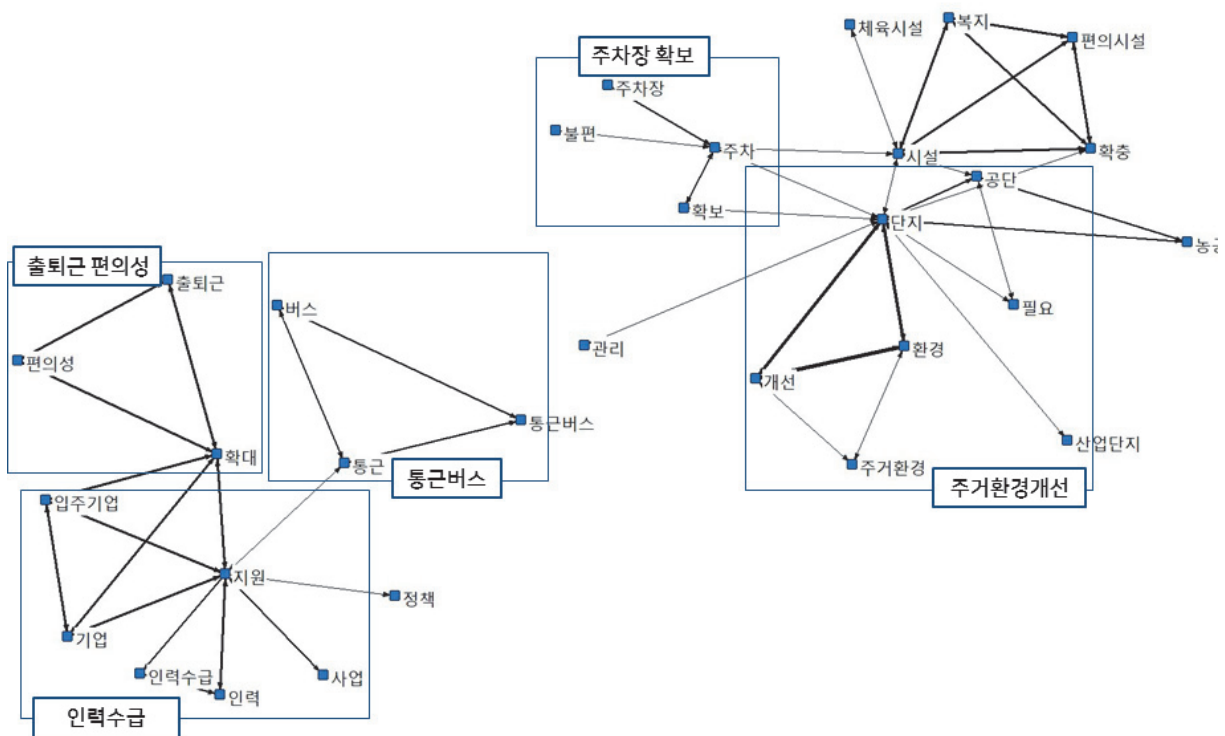 체육시설
복지
편의시설
주차장 확보
주차장
불편
주차
시설
확충
공단
확보
단지
농공
출퇴근 편의성
출퇴근
버스
필요
관리
환경
편의성
개선
통근버스
산업단지
확대
통근
주거환경
통근버스
주거환경개선
입주기업
지원
정책
기업
인력수급
사업
인력
인력수급